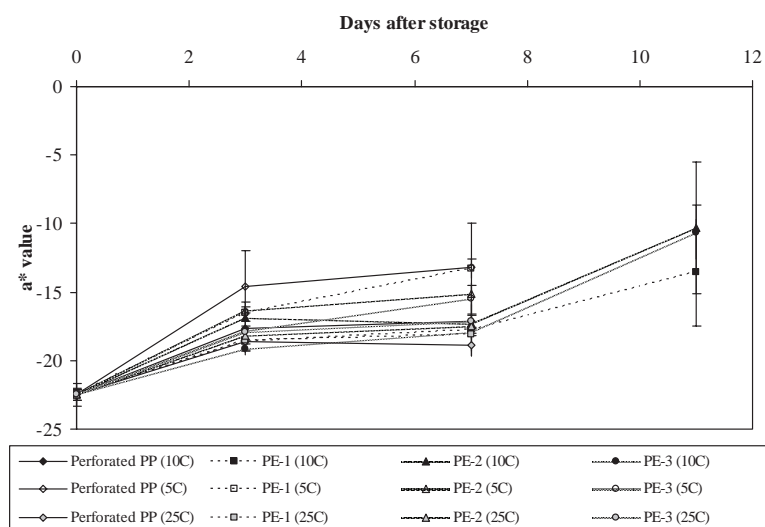 Days after storage
0 2 4 6 8 10 12
0
-5
-10
-15
-20
-25
a* value
Perforated PP (10C) PE-1 (10C) PE-2 (10C) PE-3 (10C)
Perforated PP (5C) PE-1 (5C) PE-2 (5C) PE-3 (5C)
Perforated PP (25C) PE-1 (25C) PE-2 (25C) PE-3 (25C)